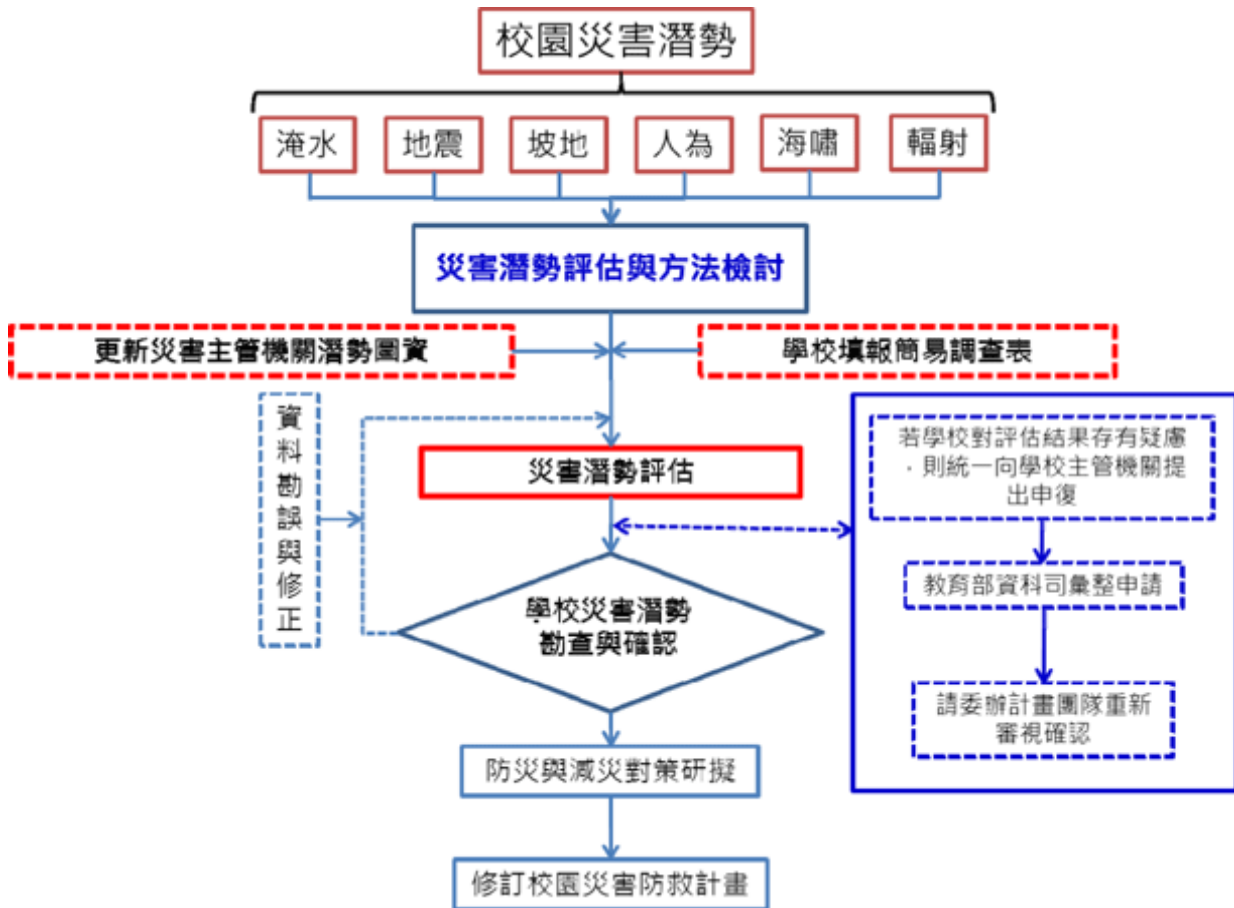 校園災害潛勢
淹水
地震
坡地
人為
海嘯
輻射
災害潛勢評估與方法檢討
更新災害主管機關潛勢圖資
學校填報簡易調查表
資料勘誤與修正
災害潛勢評估
若學校對評估結果存有疑慮
，則統一向學校主管機關提
出申復
教育部資科司彙整申請
請委辦計畫團隊重新
審視確認
學校災害潛勢
勘查與確認
防災與減災對策研擬
修訂校園災害防救計畫